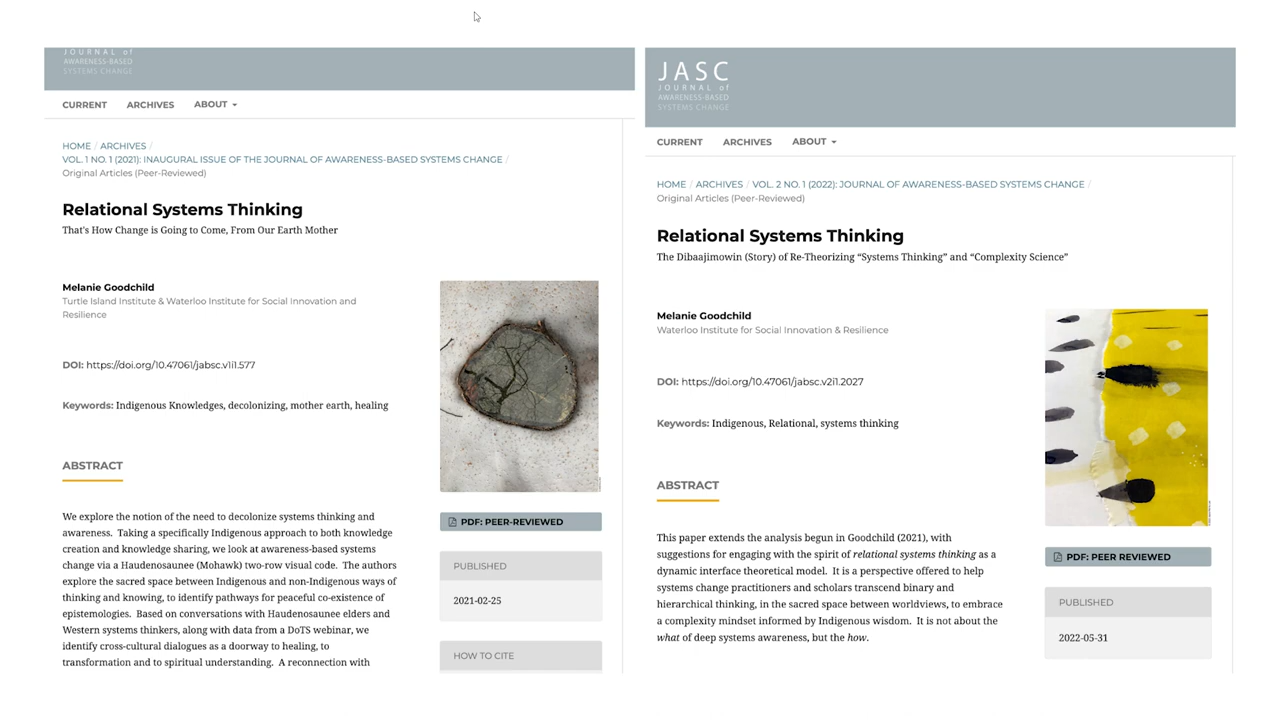 JOURNAL of
AWARENESS-BASED
SYSTEMS CHANGE
CURRENT ARCHIVES ABOUT
HOME / ARCHIVES /
VOL. 1 NO. 1 (2021): INAUGURAL ISSUE OF THE JOURNAL OF AWARENESS-BASED SYSTEMS CHANGE /
Original Articles (Peer-Reviewed)
Relational Systems Thinking
That's How Change is Going to Come, From Our Earth Mother
Melanie Goodchild
Turtle Island Institute & Waterloo Institute for Social Innovation and
Resilience
DOI: https://doi.org/10.47061/jabsc.v1i1.577
Keywords: Indigenous Knowledges, decolonizing, mother earth, healing
ABSTRACT
We explore the notion of the need to decolonize systems thinking and
awareness. Taking a specifically Indigenous approach to both knowledge
creation and knowledge sharing, we look at awareness-based systems
change via a Haudenosaunee (Mohawk) two-row visual code. The authors
explore the sacred space between Indigenous and non-Indigenous ways of
thinking and knowing, to identify pathways for peaceful co-existence of
epistemologies. Based on conversations with Haudenosaunee elders and
Western systems thinkers, along with data from a DoTS webinar, we
identify cross-cultural dialogues as a doorway to healing, to
transformation and to spiritual understanding. A reconnection with
PDF: PEER-REVIEWED
PUBLISHED
2021-02-25
HOW TO CITE
JASC
JOURNAL of
AWARENESS-BASED
SYSTEMS CHANGE
CURRENT ARCHIVES ABOUT
HOME / ARCHIVES / VOL. 2 NO. 1 (2022): JOURNAL OF AWARENESS-BASED SYSTEMS CHANGE /
Original Articles (Peer-Reviewed)
Relational Systems Thinking
The Dibaajimowin (Story) of Re-Theorizing “Systems Thinking” and “Complexity Science”
Melanie Goodchild
Waterloo Institute for Social Innovation & Resilience
DOI: https://doi.org/10.47061/jabsc.v2i1.2027
Keywords: Indigenous, Relational, systems thinking
ABSTRACT
This paper extends the analysis begun in Goodchild (2021), with
suggestions for engaging with the spirit of relational systems thinking as a
dynamic interface theoretical model. It is a perspective offered to help
systems change practitioners and scholars transcend binary and
hierarchical thinking, in the sacred space between worldviews, to embrace
a complexity mindset informed by Indigenous wisdom. It is not about the
what of deep systems awareness, but the how.
PDF: PEER REVIEWED
PUBLISHED
2022-05-31